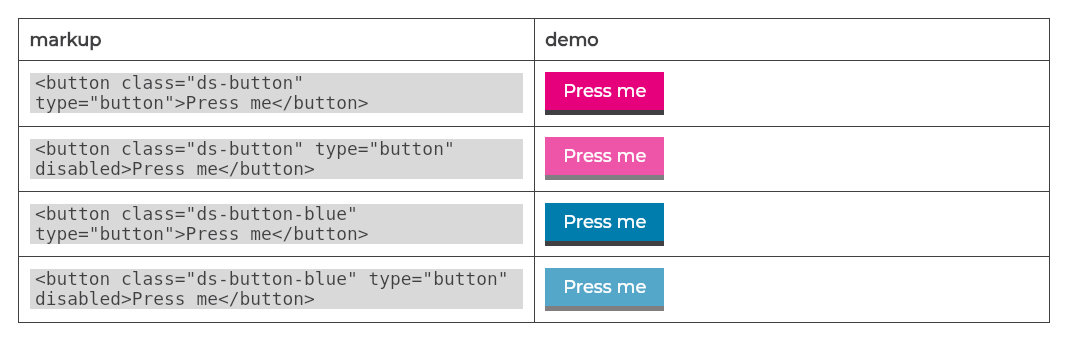 markup
demo
<button class="ds-button"
type="button">Press me</button>
Press me
<button class="ds-button" type="button"
disabled>Press me</button>
Press me
<button class="ds-button-blue"
type="button">Press me</button>
Press me
<button class="ds-button-blue" type="button"
disabled>Press me</button>
Press me